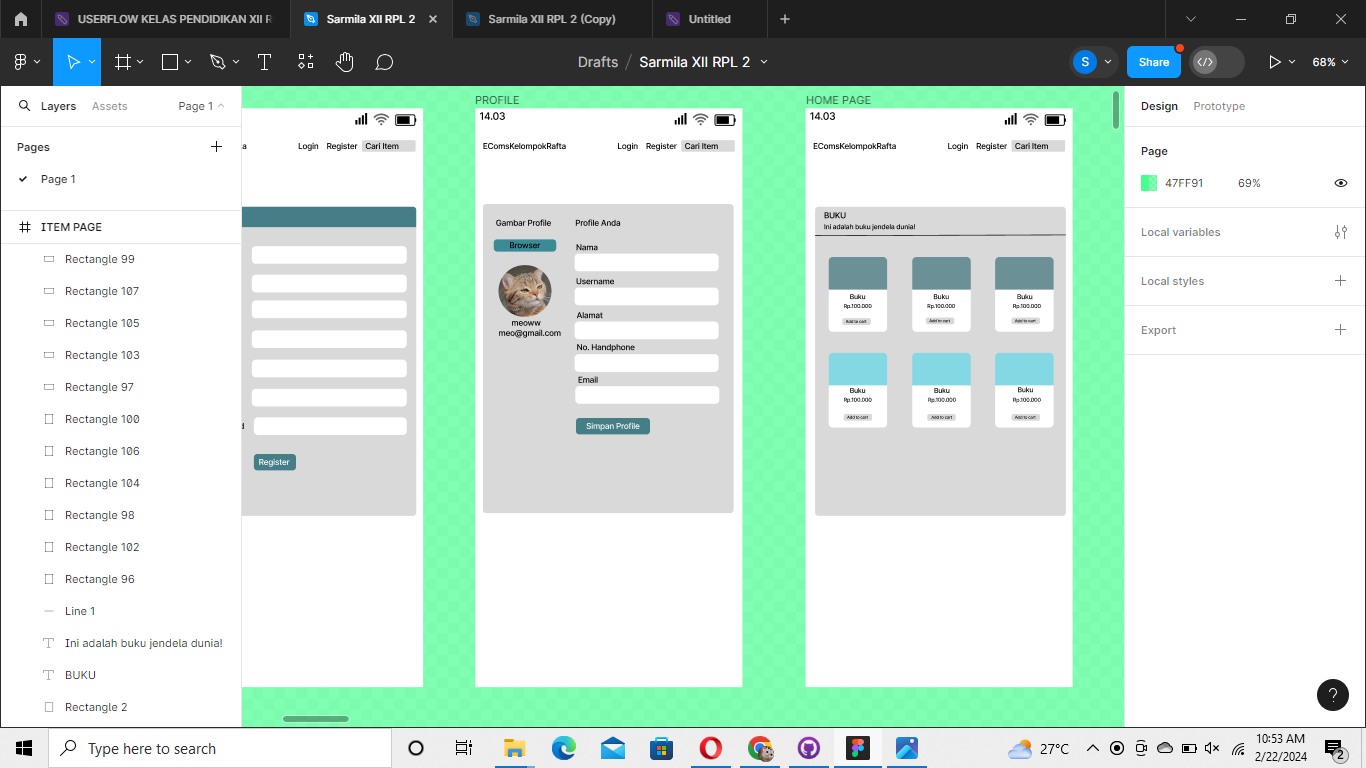 USERFLOW KELAS PENDIDIKAN XII R
Sarmila XII RPL 2
Sarmila XII RPL 2 (Copy)
Untitled
Drafts / Sarmila XII RPL 2
S
Share
68%
Layers
Assets
Page 1
Pages
Page 1
ITEM PAGE
Rectangle 99
Rectangle 107
Rectangle 105
Rectangle 103
Rectangle 97
Rectangle 100
Rectangle 106
Rectangle 104
Rectangle 98
Rectangle 102
Rectangle 96
Line 1
Ini adalah buku jendela dunia!
BUKU
Rectangle 2
Login Register Cari Item
Register
PROFILE
14.03
EComsKelompokRafta Login Register Cari Item
Gambar Profile
Browser
meoww
meo@gmail.com
Profile Anda
Nama
Username
Alamat
No. Handphone
Email
Simpan Profile
HOME PAGE
14.03
EComsKelompokRafta Login Register Cari Item
BUKU
Ini adalah buku jendela dunia!
Buku Buku Buku
Rp.100.000 Rp.100.000 Rp.100.000
Add to cart Add to cart Add to cart
Buku Buku Buku
Rp.100.000 Rp.100.000 Rp.100.000
Add to cart Add to cart Add to cart
Design
Prototype
Page
47FF91 69%
Local variables
Local styles
Export
?
Type here to search
27°C
10:53 AM
2/22/2024
2